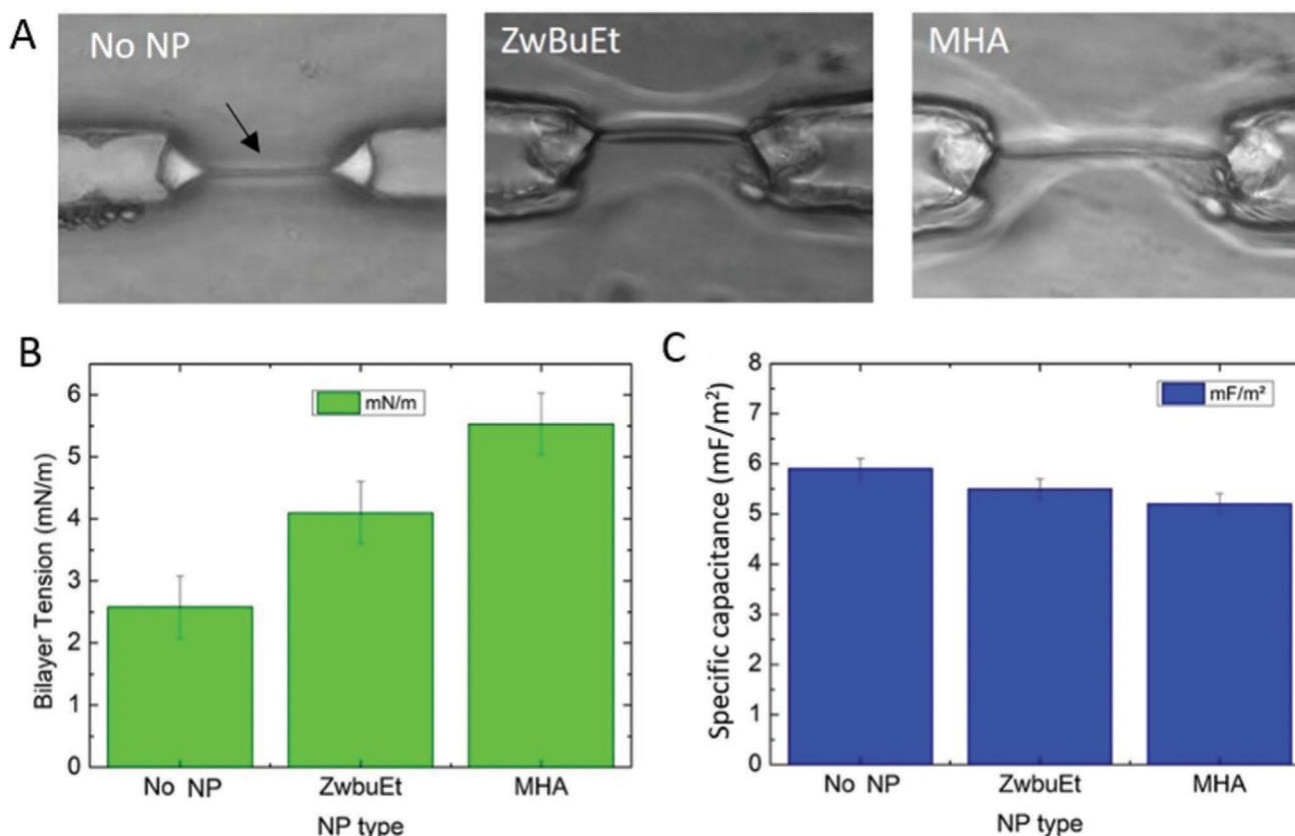 A
No NP
ZwBuEt
MHA
B
mN/m
Bilayer Tension (mN/m)
6
5
4
3
2
1
0
No NP
ZwbuEt
MHA
NP type
C
mF/m²
Specific capacitance (mF/m²)
8
7
6
5
4
3
2
1
0
No NP
ZwbuEt
MHA
NP type